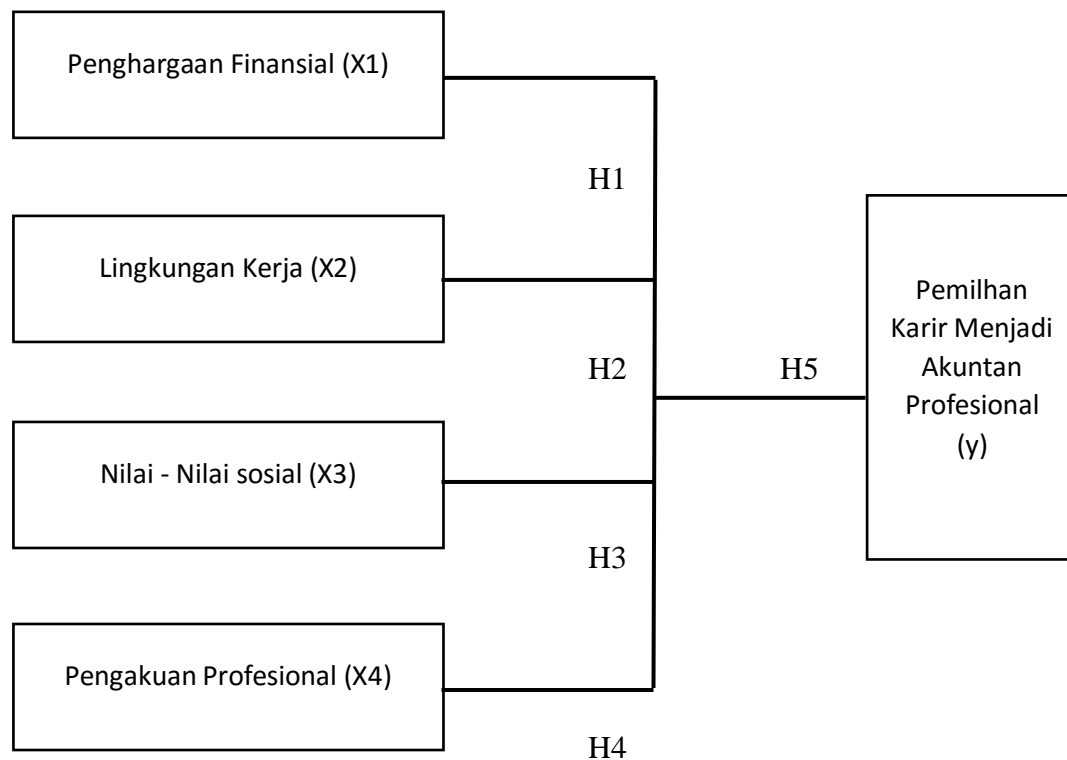 Penghargaan Finansial (X1)
H1
Lingkungan Kerja (X2)
H2
Nilai - Nilai sosial (X3)
H3
Pengakuan Profesional (X4)
H4
H5
Pemilhan
Karir Menjadi
Akuntan
Profesional
(y)